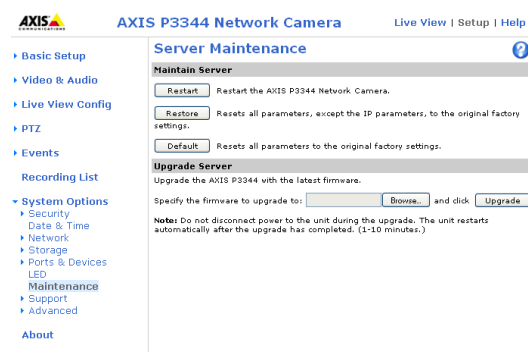 AXIS
COMMUNICATIONS
AXIS P3344 Network Camera
Live View | Setup | Help
Basic Setup
Video & Audio
Live View Config
PTZ
Events
Recording List
System Options
Security
Date & Time
Network
Storage
Ports & Devices
LED
Maintenance
Support
Advanced
About
Server Maintenance
?
Maintain Server
Restart Restart the AXIS P3344 Network Camera.
Restore Resets all parameters, except the IP parameters, to the original factory
settings.
Default Resets all parameters to the original factory settings.
Upgrade Server
Upgrade the AXIS P3344 with the latest firmware.
Specify the firmware to upgrade to: Browse... and click Upgrade
Note: Do not disconnect power to the unit during the upgrade. The unit restarts
automatically after the upgrade has completed. (1-10 minutes.)